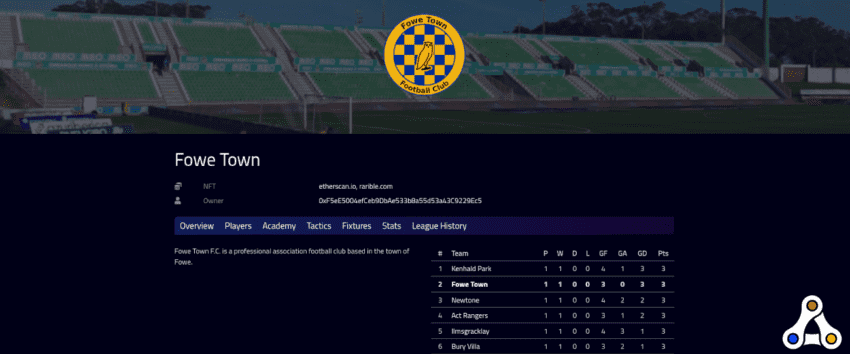 Fowe Town
Football Club
Fowe Town
NFT etherscan.io, rarible.com
Owner
Overview Players Academy Tactics Fixtures Stats League History
Fowe Town F.C. is a professional association football club based in the town of
Fowe.
# Team P W D L GF GA GD Pts
1 Kenhald Park 1 1 0 0 4 1 3 3
2 Fowe Town 1 1 0 0 3 0 3 3
3 Newtone 1 1 0 0 4 2 2 3
4 Act Rangers 1 1 0 0 3 1 2 3
5 Ilmsgracklay 1 1 0 0 4 3 1 3
6 Bury Villa 1 1 0 0 3 2 1 3